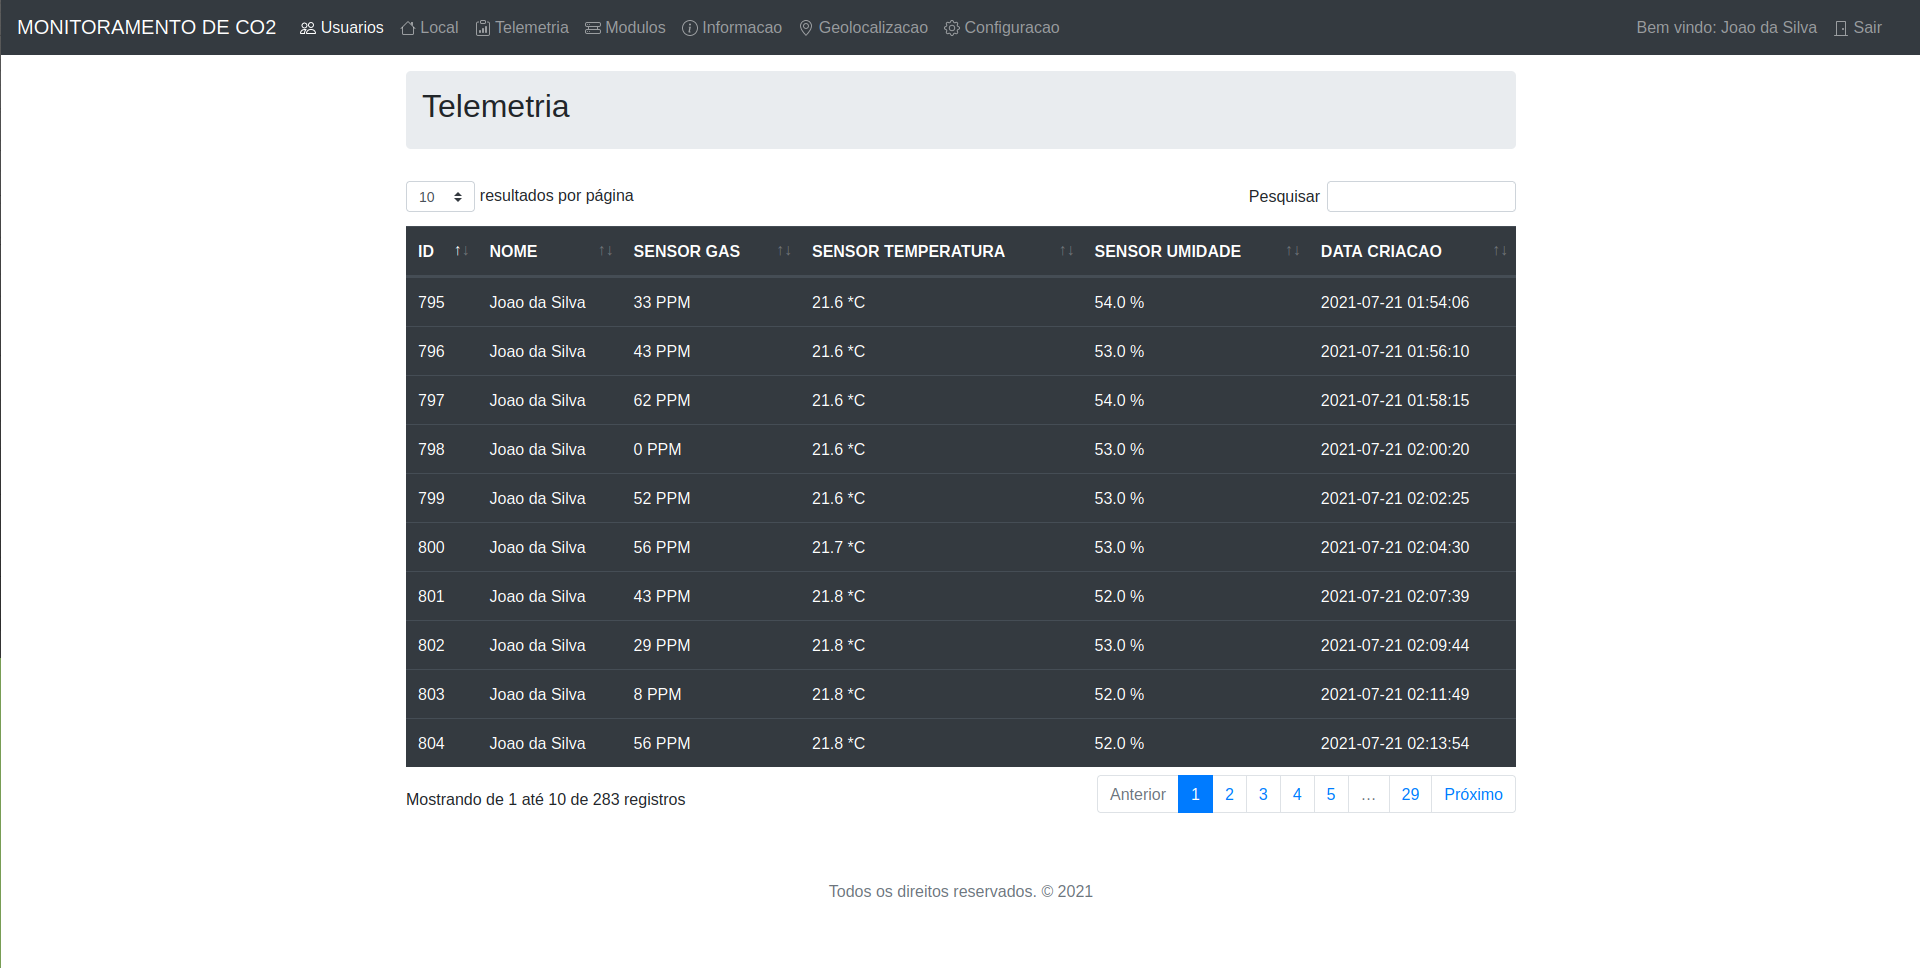 MONITORAMENTO DE CO2 Usuarios Local Telemetria Modulos Informacao Geolocalizacao Configuracao Bem vindo: Joao da Silva Sair
Telemetria
10 resultados por página Pesquisar
ID ↑↓ NOME ↑↓ SENSOR GAS ↑↓ SENSOR TEMPERATURA ↑↓ SENSOR UMIDADE ↑↓ DATA CRIACAO ↑↓
795 Joao da Silva 33 PPM 21.6 *C 54.0 % 2021-07-21 01:54:06
796 Joao da Silva 43 PPM 21.6 *C 53.0 % 2021-07-21 01:56:10
797 Joao da Silva 62 PPM 21.6 *C 54.0 % 2021-07-21 01:58:15
798 Joao da Silva 0 PPM 21.6 *C 53.0 % 2021-07-21 02:00:20
799 Joao da Silva 52 PPM 21.6 *C 53.0 % 2021-07-21 02:02:25
800 Joao da Silva 56 PPM 21.7 *C 53.0 % 2021-07-21 02:04:30
801 Joao da Silva 43 PPM 21.8 *C 52.0 % 2021-07-21 02:07:39
802 Joao da Silva 29 PPM 21.8 *C 53.0 % 2021-07-21 02:09:44
803 Joao da Silva 8 PPM 21.8 *C 52.0 % 2021-07-21 02:11:49
804 Joao da Silva 56 PPM 21.8 *C 52.0 % 2021-07-21 02:13:54
Mostrando de 1 até 10 de 283 registros Anterior 1 2 3 4 5 … 29 Próximo
Todos os direitos reservados. © 2021